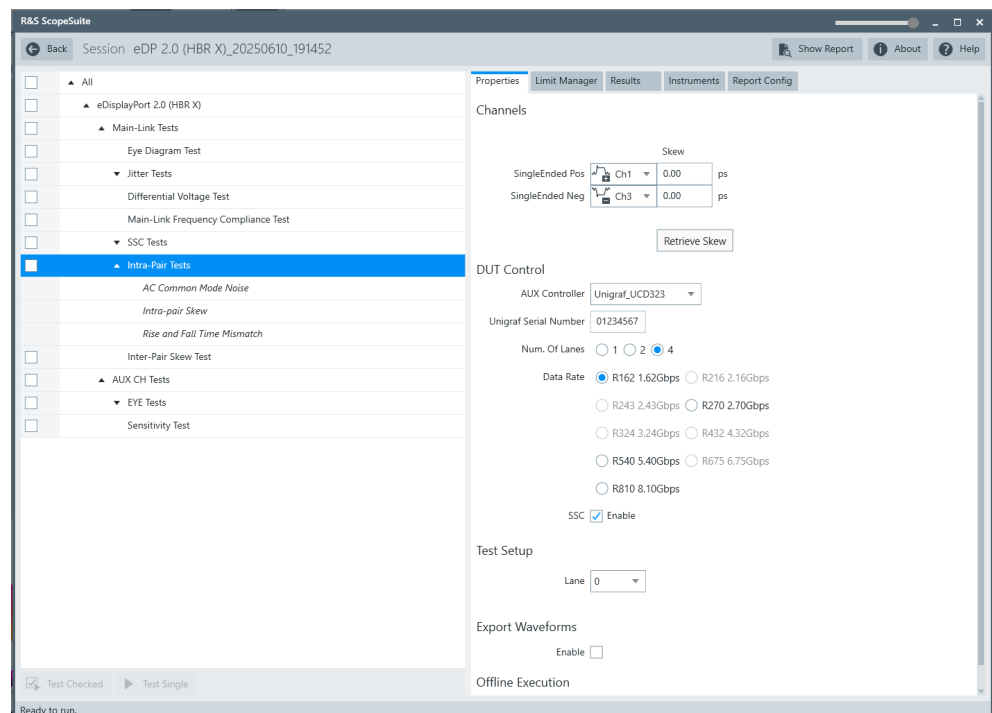 R&S ScopeSuite
Back Session eDP 2.0 (HBR X)_20250610_191452 Show Report About Help
All
eDisplayPort 2.0 (HBR X)
Main-Link Tests
Eye Diagram Test
Jitter Tests
Differential Voltage Test
Main-Link Frequency Compliance Test
SSC Tests
Intra-Pair Tests
AC Common Mode Noise
Intra-pair Skew
Rise and Fall Time Mismatch
Inter-Pair Skew Test
AUX CH Tests
EYE Tests
Sensitivity Test
Test Checked Test Single
Properties Limit Manager Results Instruments Report Config
Channels
Skew
SingleEnded Pos Ch1 0.00 ps
SingleEnded Neg Ch3 0.00 ps
Retrieve Skew
DUT Control
AUX Controller Unigraf_UCD323
Unigraf Serial Number 01234567
Num. Of Lanes 1 2 4
Data Rate R162 1.62Gbps R216 2.16Gbps
R243 2.43Gbps R270 2.70Gbps
R324 3.24Gbps R432 4.32Gbps
R540 5.40Gbps R675 6.75Gbps
R810 8.10Gbps
SSC Enable
Test Setup
Lane 0
Export Waveforms
Enable
Offline Execution
Ready to run.